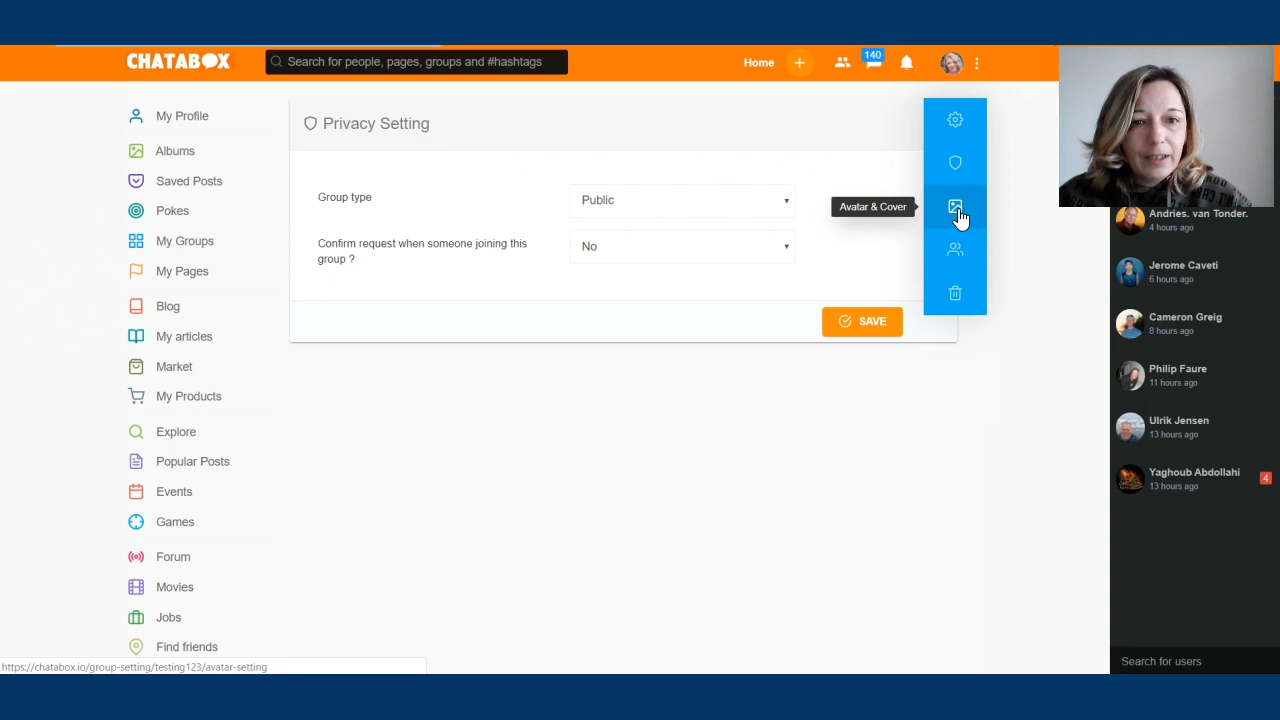 CHATABOX
Search for people, pages, groups and #hashtags
Home
140
My Profile
Albums
Saved Posts
Pokes
My Groups
My Pages
Blog
My articles
Market
My Products
Explore
Popular Posts
Events
Games
Forum
Movies
Jobs
Find friends
https://chatabox.io/group-setting/testing123/avatar-setting
Privacy Setting
Group type
Public
Confirm request when someone joining this
group ?
No
SAVE
Avatar & Cover
Andries. van Tonder.
4 hours ago
Jerome Caveti
6 hours ago
Cameron Greig
8 hours ago
Philip Faure
11 hours ago
Ulrik Jensen
13 hours ago
Yaghoub Abdollahi
13 hours ago
4
Search for users